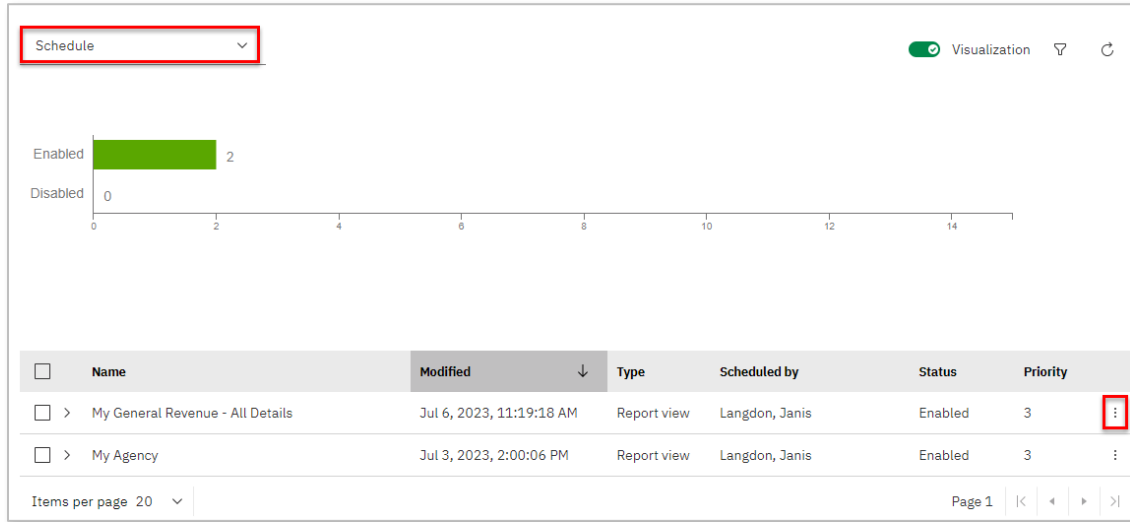 Schedule
Visualization
Enabled 2
Disabled 0
0 2 4 6 8 10 12 14
Name Modified Type Scheduled by Status Priority
My General Revenue - All Details Jul 6, 2023, 11:19:18 AM Report view Langdon, Janis Enabled 3
My Agency Jul 3, 2023, 2:00:06 PM Report view Langdon, Janis Enabled 3
Items per page 20 Page 1